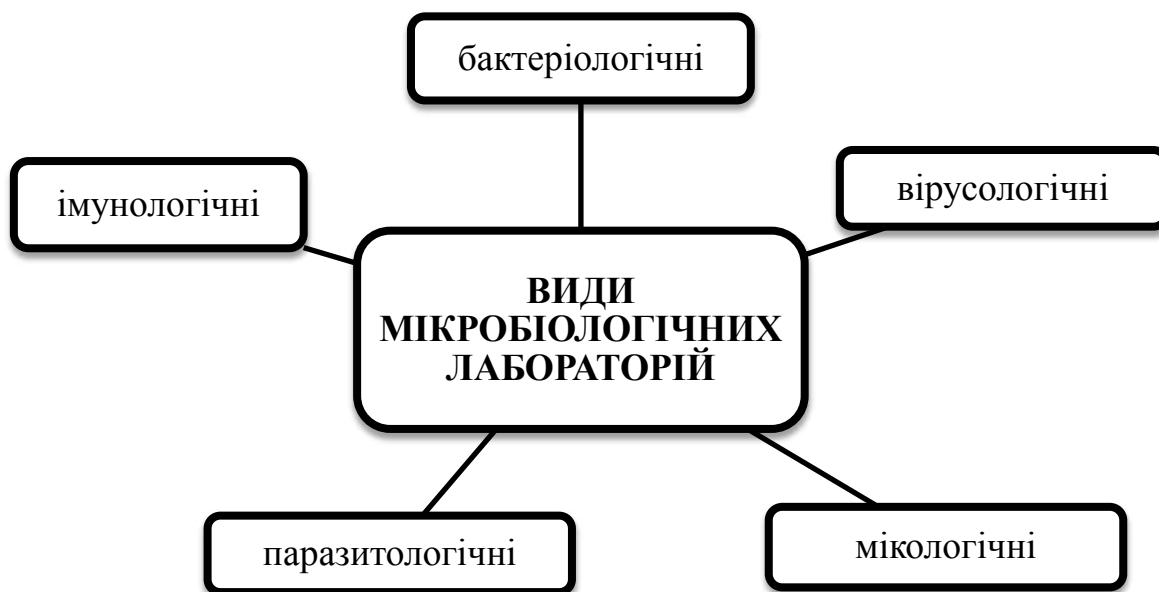 бактеріологічні
імунологічні
вірусологічні
ВИДИ
МІКРОБІОЛОГІЧНИХ
ЛАБОРАТОРІЙ
паразитологічні
мікологічні